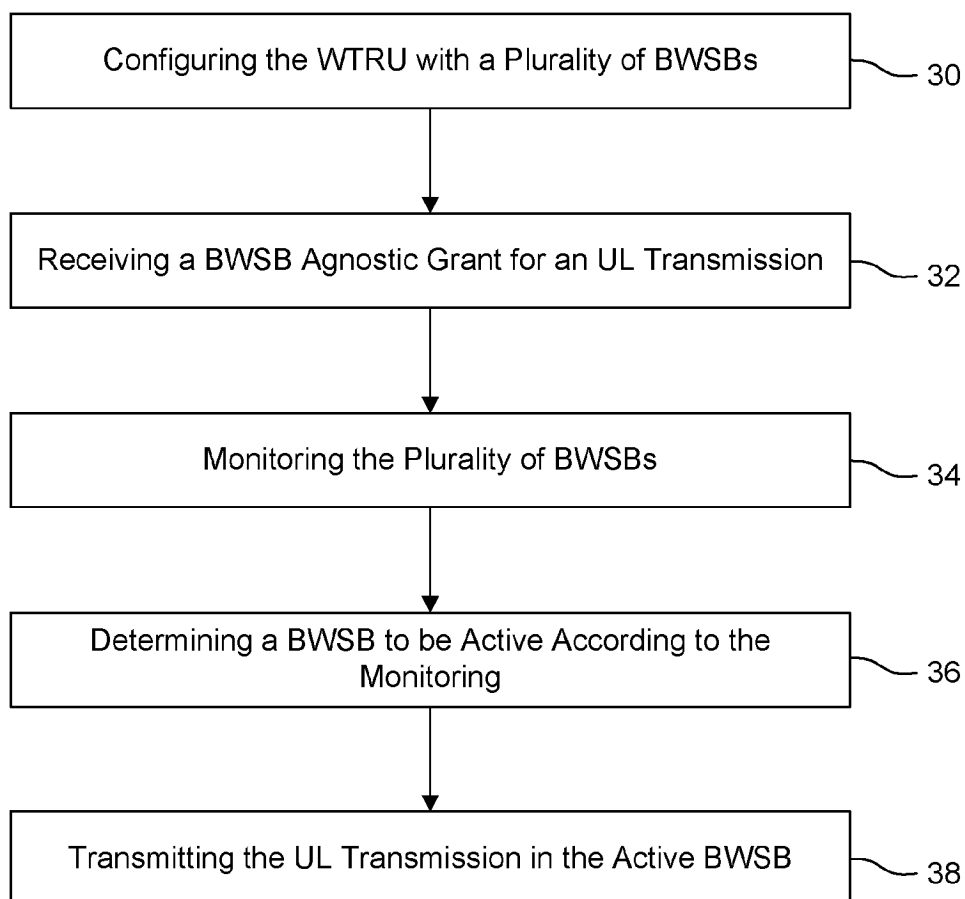 Configuring the WTRU with a Plurality of BWSBs
30
Receiving a BWSB Agnostic Grant for an UL Transmission
32
Monitoring the Plurality of BWSBs
34
Determining a BWSB to be Active According to the
Monitoring
36
Transmitting the UL Transmission in the Active BWSB
38